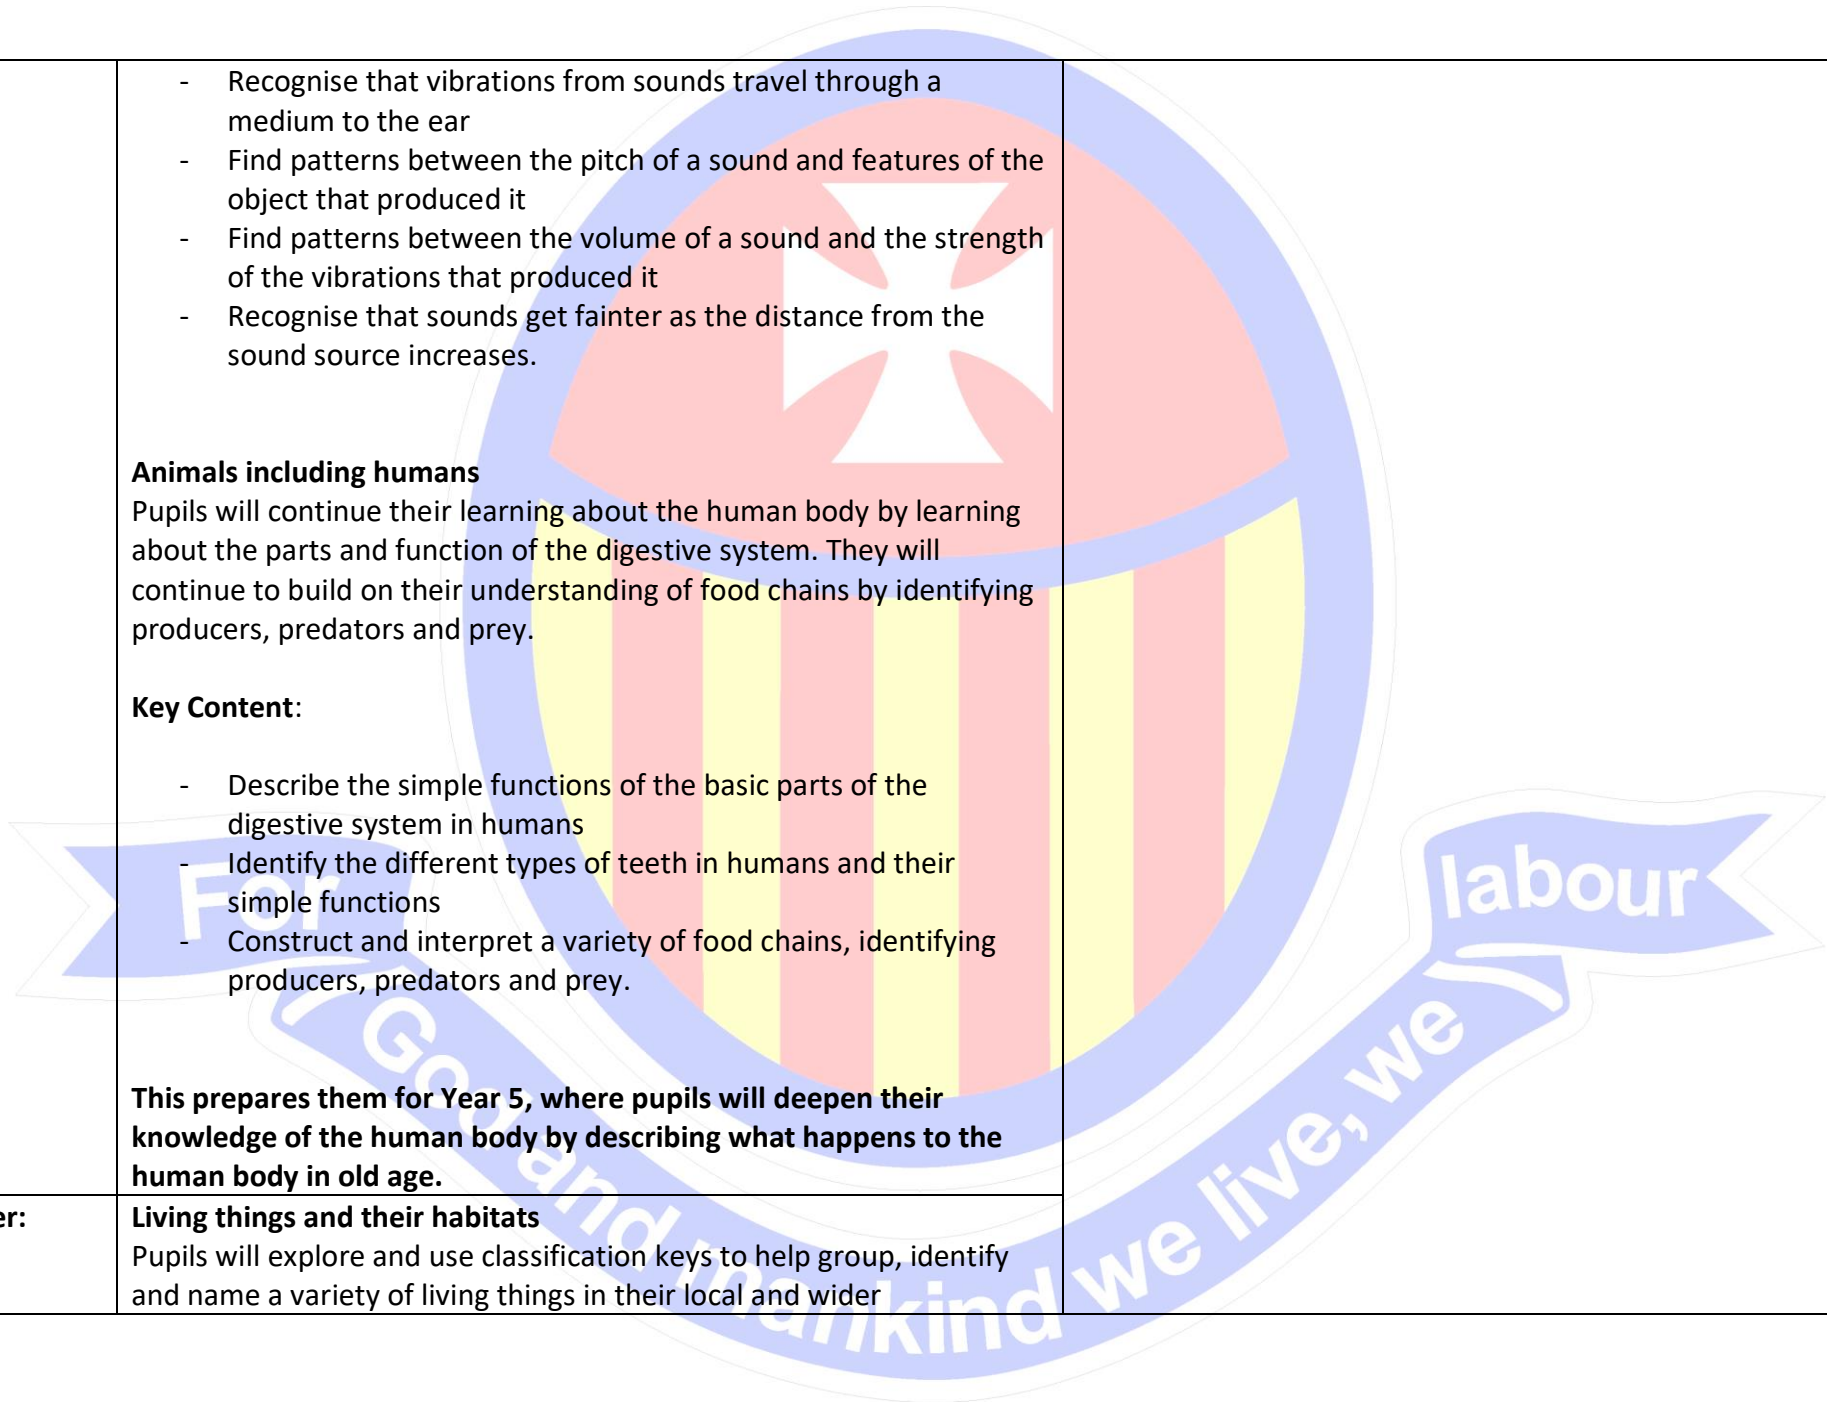 - Recognise that vibrations from sounds travel through a
medium to the ear
- Find patterns between the pitch of a sound and features of the
object that produced it
- Find patterns between the volume of a sound and the strength
of the vibrations that produced it
- Recognise that sounds get fainter as the distance from the
sound source increases.
Animals including humans
Pupils will continue their learning about the human body by learning
about the parts and function of the digestive system. They will
continue to build on their understanding of food chains by identifying
producers, predators and prey.
Key Content:
- Describe the simple functions of the basic parts of the
digestive system in humans
- Identify the different types of teeth in humans and their
simple functions
- Construct and interpret a variety of food chains, identifying
producers, predators and prey.
This prepares them for Year 5, where pupils will deepen their
knowledge of the human body by describing what happens to the
human body in old age.
er:
Living things and their habitats
Pupils will explore and use classification keys to help group, identify
and name a variety of living things in their local and wider
For
Good and mankind we live, we
labour